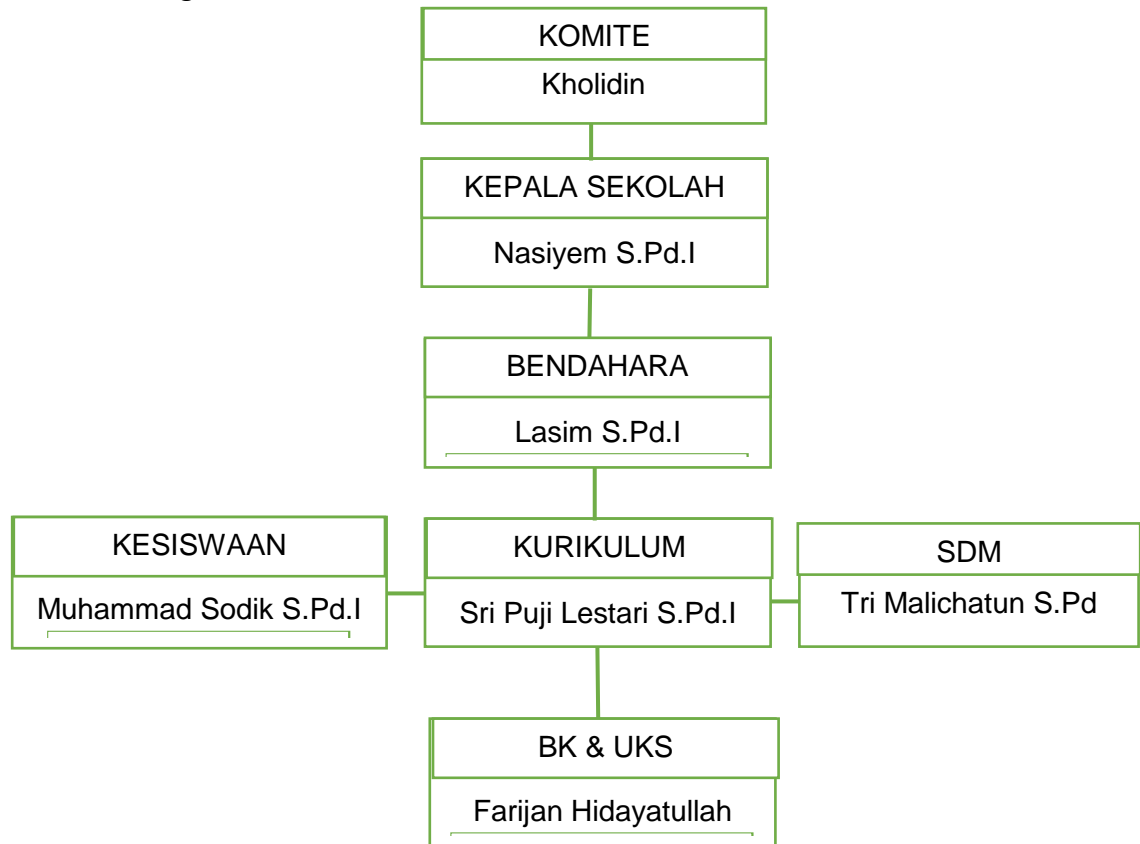 KOMITE
Kholidin
KEPALA SEKOLAH
Nasiyem S.Pd.I
BENDAHARA
Lasim S.Pd.I
KESISWAAN
Muhammad Sodik S.Pd.I
KURIKULUM
Sri Puji Lestari S.Pd.I
SDM
Tri Malichatun S.Pd
BK & UKS
Farijan Hidayatullah